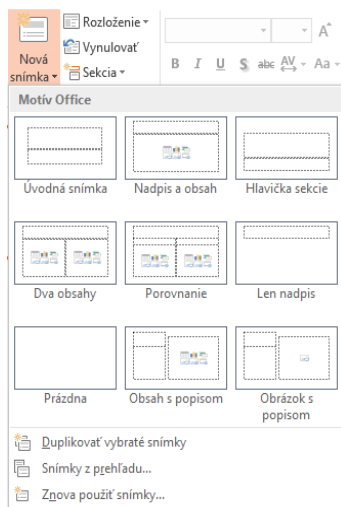 Nová
snímka
Rozloženie
Vynulovať
Sekcia
B I U S abc AV Aa
A
Motív Office
Úvodná snímka
Nadpis a obsah
Hlavička sekcie
Dva obsahy
Porovnanie
Len nadpis
Prázdna
Obsah s popisom
Obrázok s
popisom
Duplikovať vybraté snímky
Snímky z prehľadu...
Znova použiť snímky...